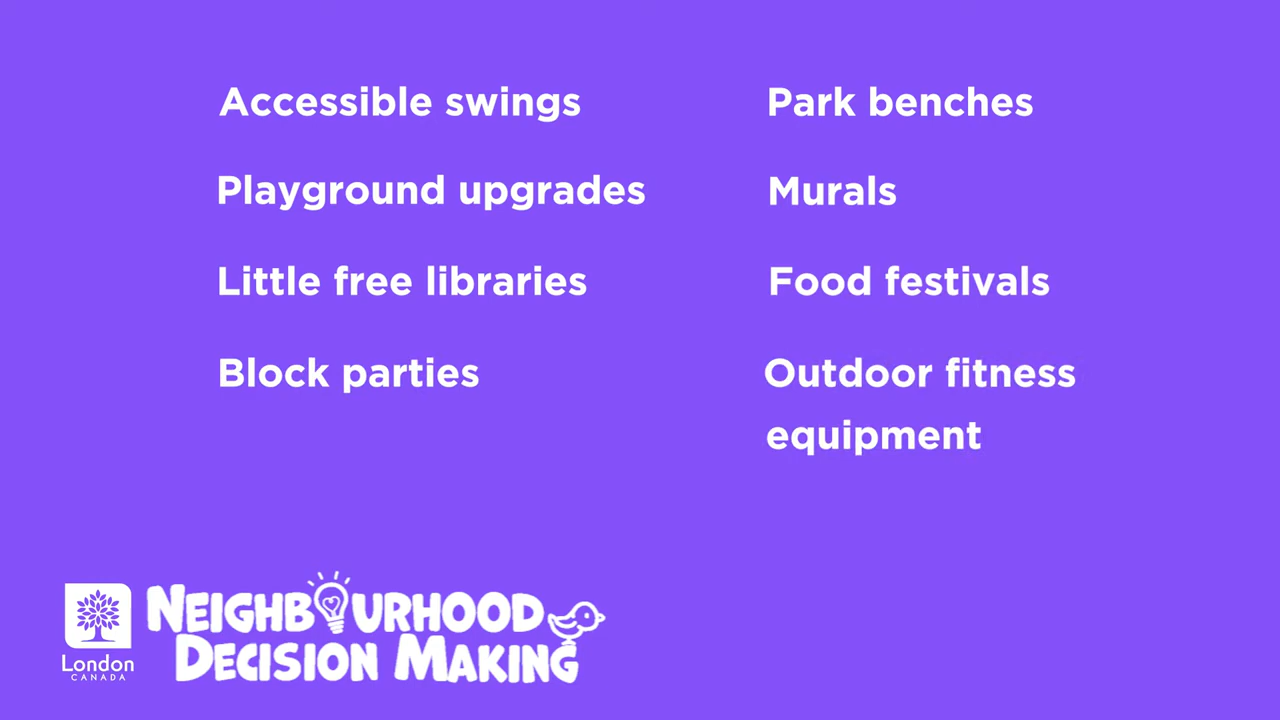 Accessible swings
Playground upgrades
Little free libraries
Block parties
Park benches
Murals
Food festivals
Outdoor fitness
equipment
London
CANADA
NEIGHBOURHOOD
DECISION MAKING